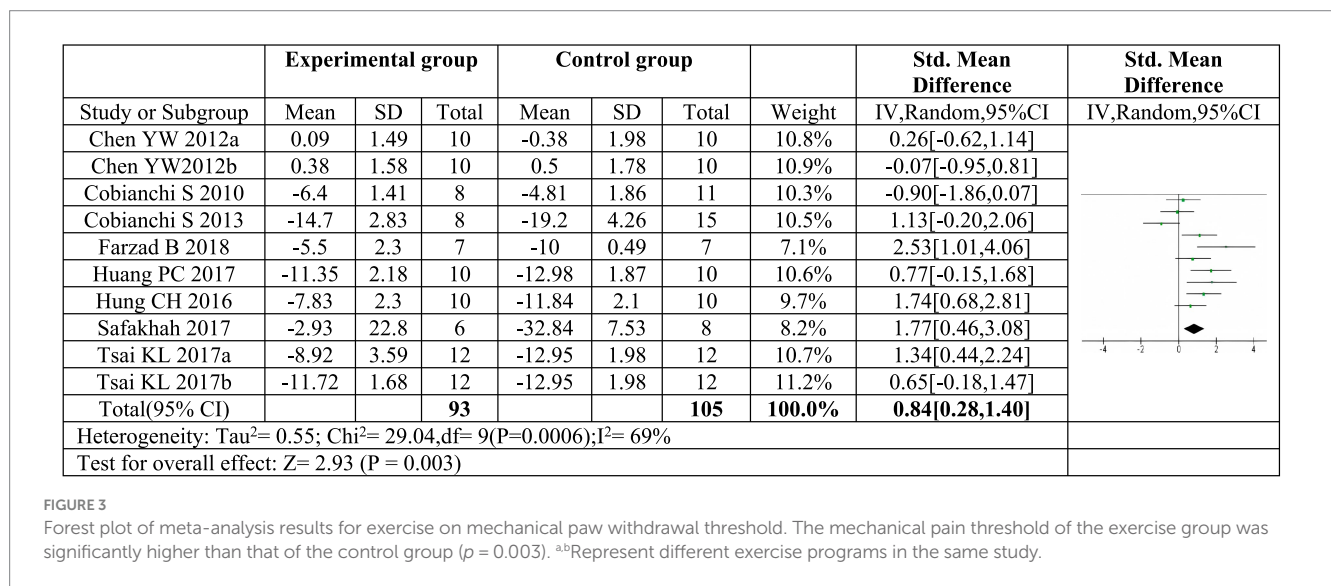 Experimental group Control group Std. Mean Difference Std. Mean Difference
Study or Subgroup Mean SD Total Mean SD Total Weight IV,Random,95%CI IV,Random,95%CI
Chen YW 2012a 0.09 1.49 10 -0.38 1.98 10 10.8% 0.26[-0.62,1.14]
Chen YW2012b 0.38 1.58 10 0.5 1.78 10 10.9% -0.07[-0.95,0.81]
Cobianchi S 2010 -6.4 1.41 8 -4.81 1.86 11 10.3% -0.90[-1.86,0.07]
Cobianchi S 2013 -14.7 2.83 8 -19.2 4.26 15 10.5% 1.13[-0.20,2.06]
Farzad B 2018 -5.5 2.3 7 -10 0.49 7 7.1% 2.53[1.01,4.06]
Huang PC 2017 -11.35 2.18 10 -12.98 1.87 10 10.6% 0.77[-0.15,1.68]
Hung CH 2016 -7.83 2.3 10 -11.84 2.1 10 9.7% 1.74[0.68,2.81]
Safakhah 2017 -2.93 22.8 6 -32.84 7.53 8 8.2% 1.77[0.46,3.08]
Tsai KL 2017a -8.92 3.59 12 -12.95 1.98 12 10.7% 1.34[0.44,2.24]
Tsai KL 2017b -11.72 1.68 12 -12.95 1.98 12 11.2% 0.65[-0.18,1.47]
Total(95% CI) 93 105 100.0% 0.84[0.28,1.40]
-4 -2 0 2 4
Heterogeneity: Tau²= 0.55; Chi²= 29.04,df= 9(P=0.0006);I²= 69%
Test for overall effect: Z= 2.93 (P = 0.003)
FIGURE 3
Forest plot of meta-analysis results for exercise on mechanical paw withdrawal threshold. The mechanical pain threshold of the exercise group was
significantly higher than that of the control group (p = 0.003). a,bRepresent different exercise programs in the same study.